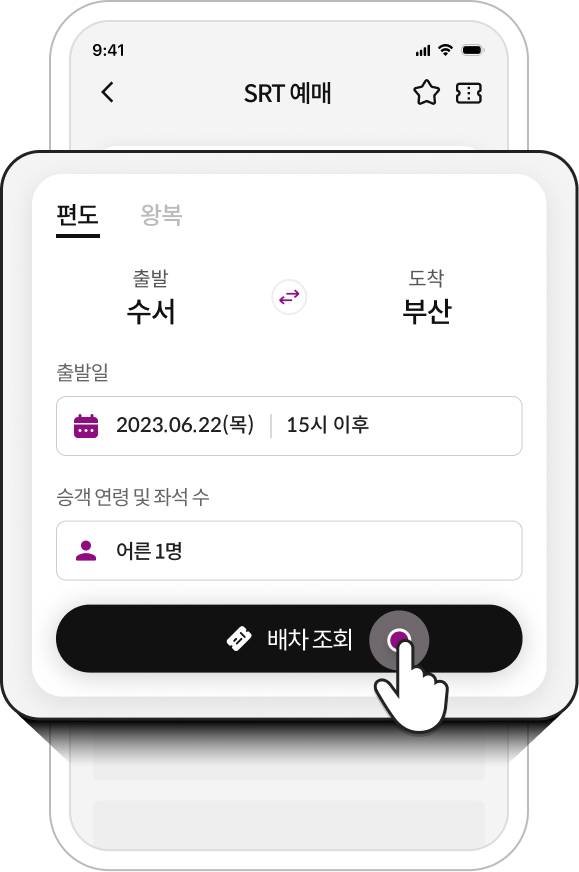 9:41
SRT 예매
편도 왕복
출발 도착
수서 부산
출발일
2023.06.22(목) 15시 이후
승객 연령 및 좌석 수
어른 1명
배차 조회